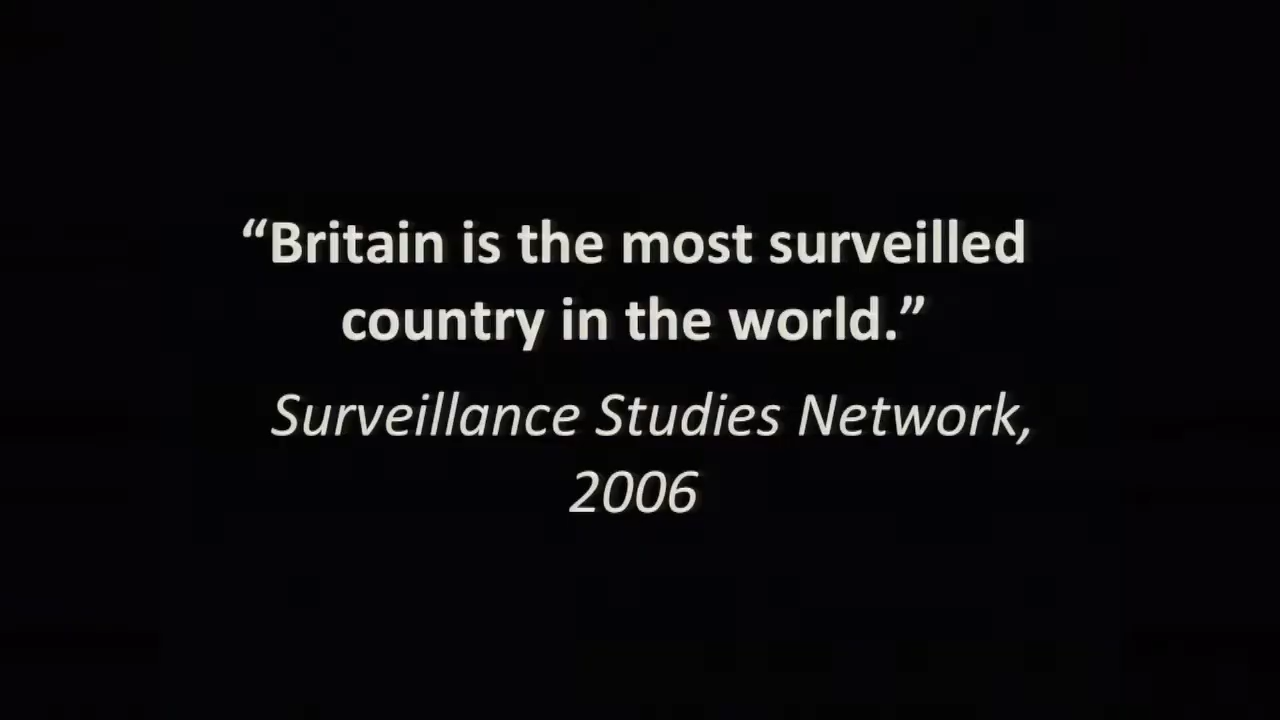 “Britain is the most surveilled
country in the world.”
Surveillance Studies Network,
2006